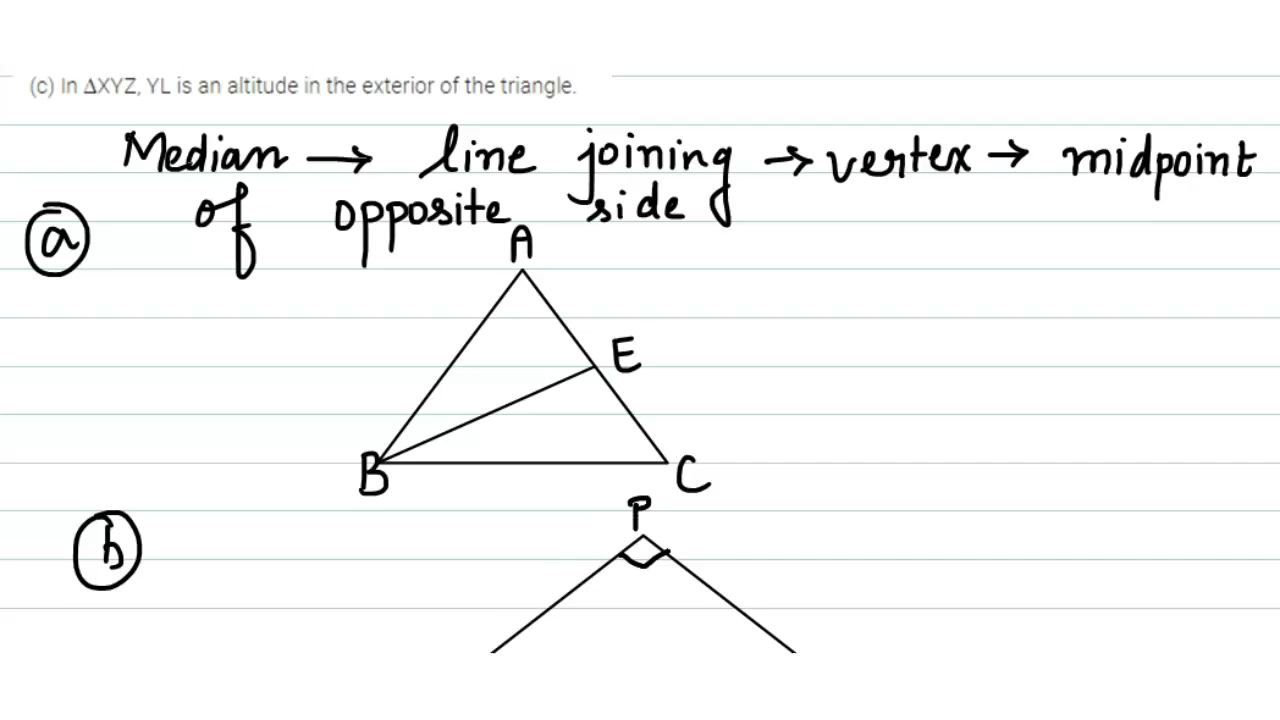 (c) In ΔXYZ, YL is an altitude in the exterior of the triangle.
Median → line joining → vertex → midpoint
of opposite side
a
A
E
B
C
P
b